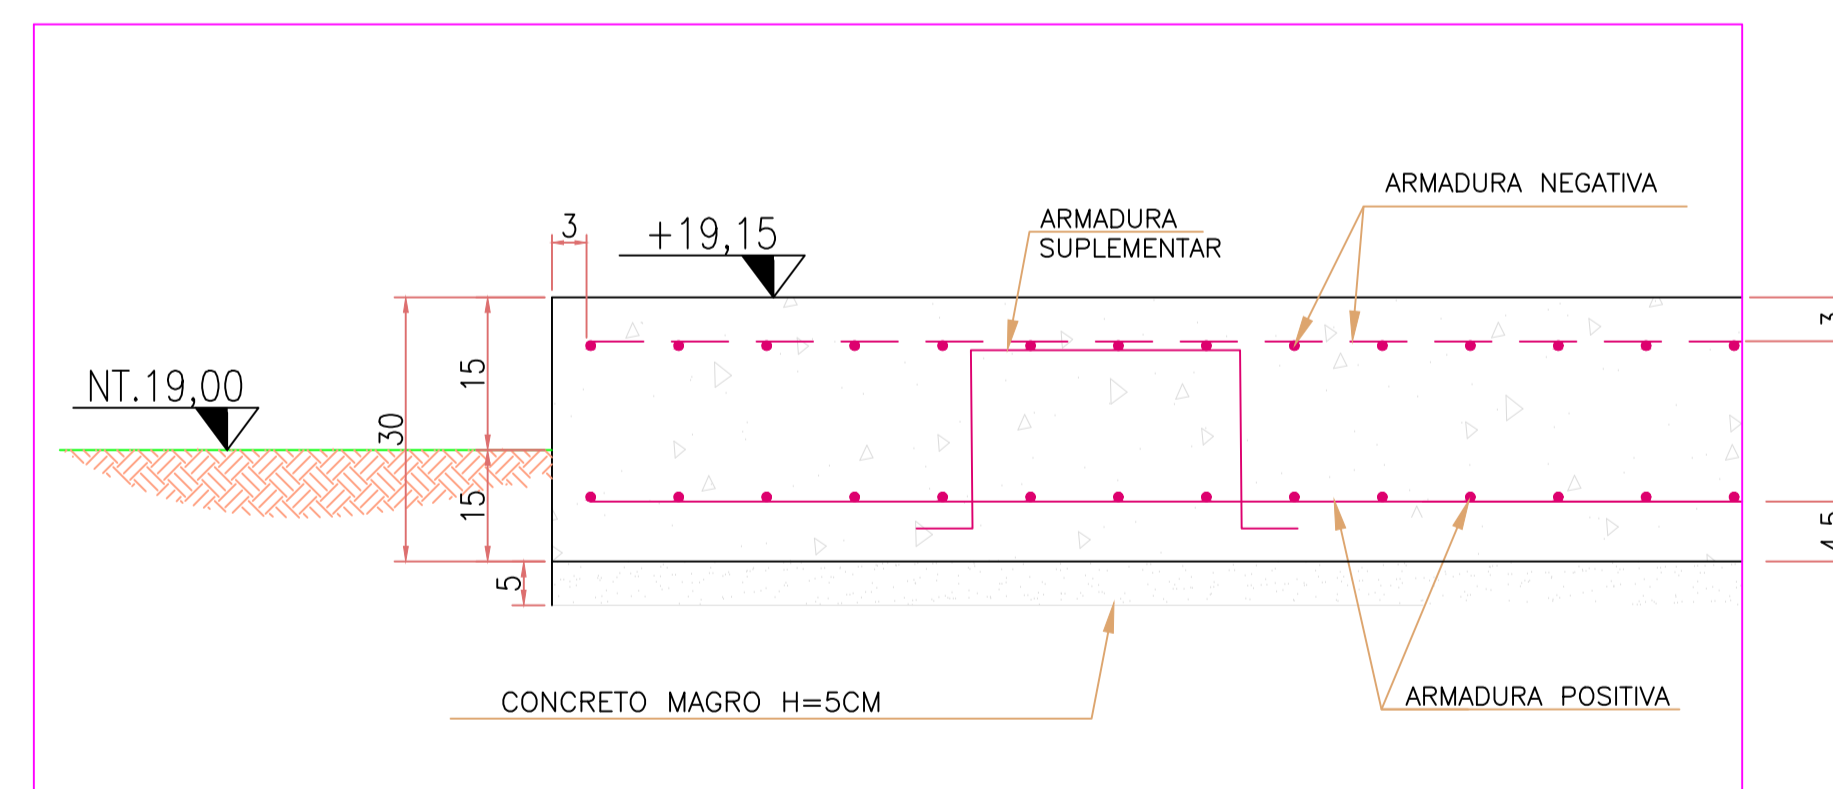 ARMADURA NEGATIVA
3
+19,15
ARMADURA
SUPLEMENTAR
NT.19,00
15
30
15
5
CONCRETO MAGRO H=5CM
ARMADURA POSITIVA